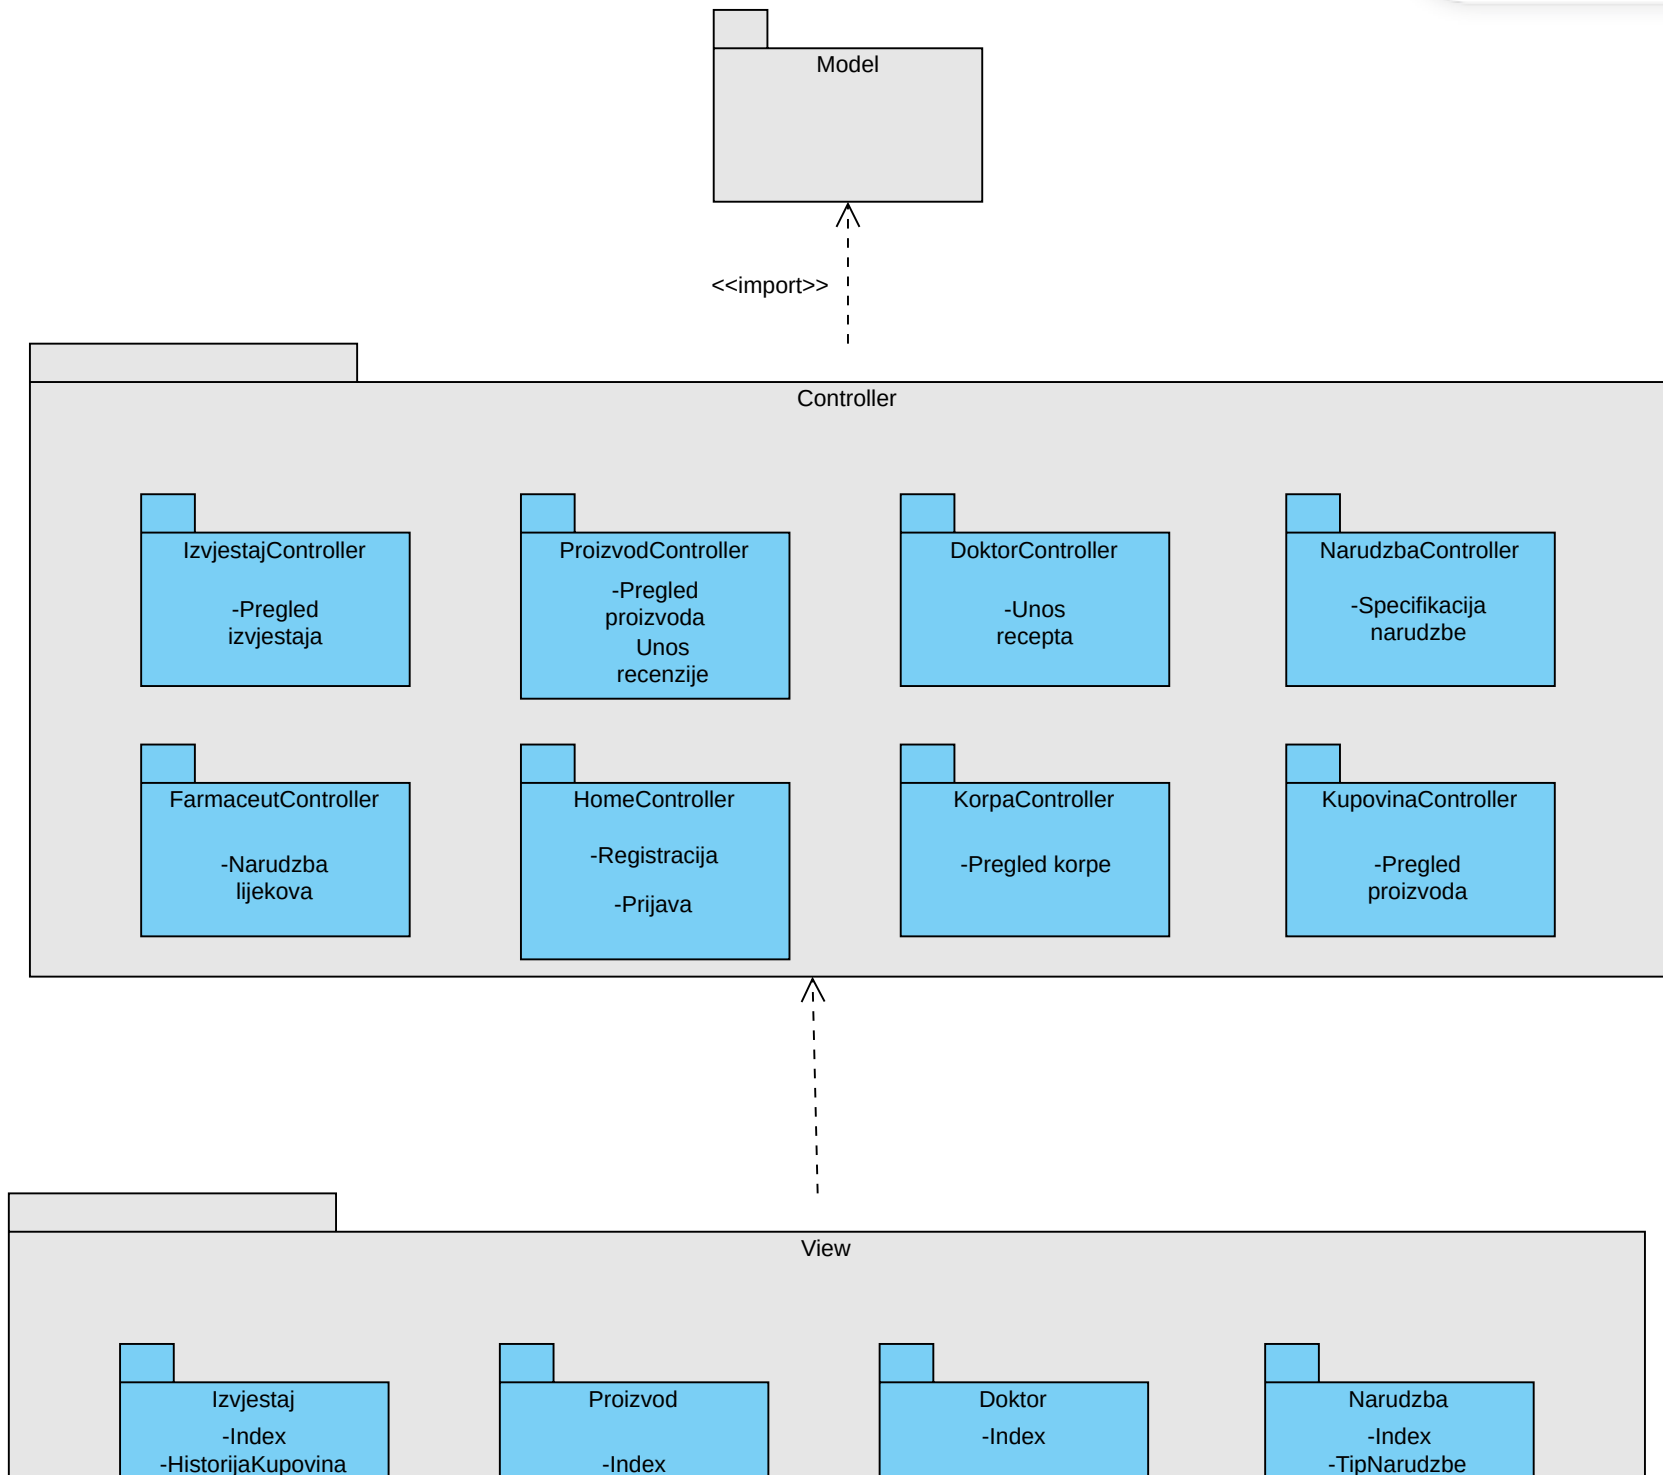 Model
<<import>>
Controller
IzvjestajController
-Pregled
izvjestaja
ProizvodController
-Pregled
proizvoda
Unos
recenzije
DoktorController
-Unos
recepta
NarudzbaController
-Specifikacija
narudzbe
FarmaceutController
-Narudzba
lijekova
HomeController
-Registracija
-Prijava
KorpaController
-Pregled korpe
KupovinaController
-Pregled
proizvoda
View
Izvjestaj
-Index
-HistorijaKupovina
Proizvod
-Index
Doktor
-Index
Narudzba
-Index
-TipNarudzbe